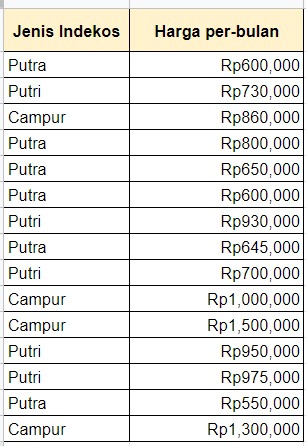 Jenis Indekos Harga per-bulan
Putra Rp600,000
Putri Rp730,000
Campur Rp860,000
Putra Rp800,000
Putra Rp650,000
Putra Rp600,000
Putri Rp930,000
Putra Rp645,000
Putri Rp700,000
Campur Rp1,000,000
Campur Rp1,500,000
Putri Rp950,000
Putri Rp975,000
Putra Rp550,000
Campur Rp1,300,000